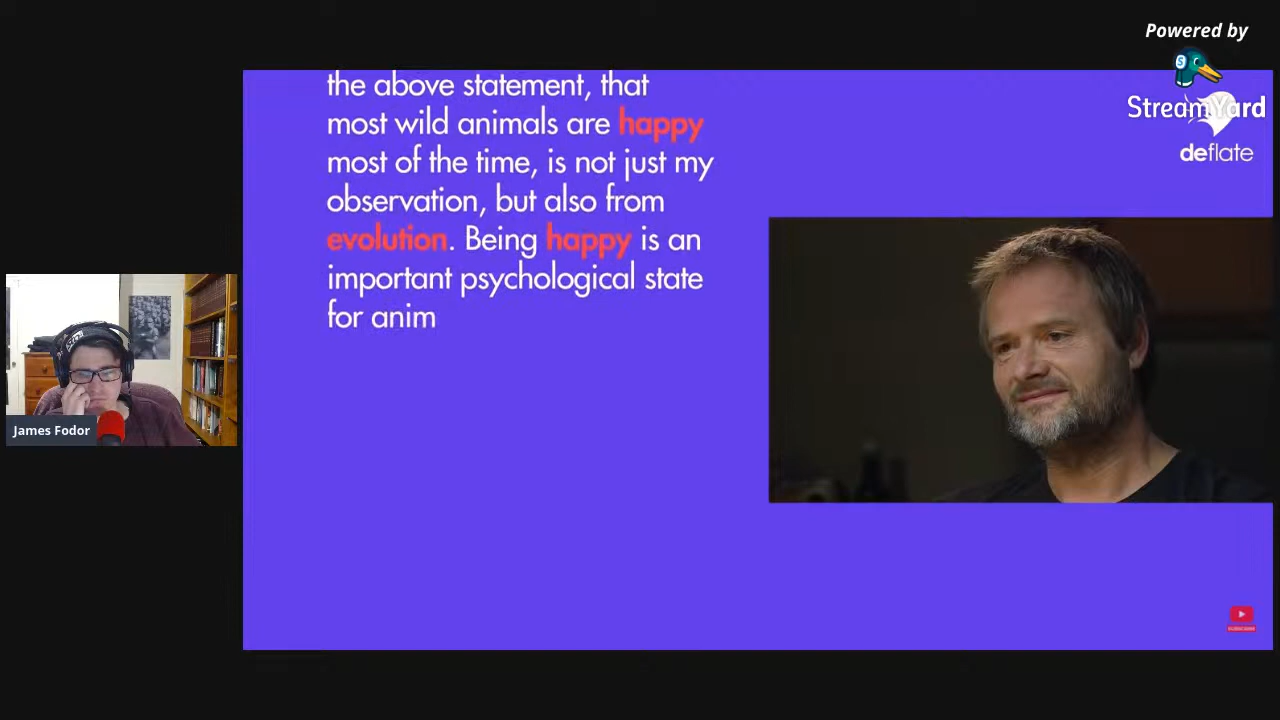 Powered by
StreamYard
deflate
the above statement, that
most wild animals are happy
most of the time, is not just my
observation, but also from
evolution. Being happy is an
important psychological state
for anim
James Fodor